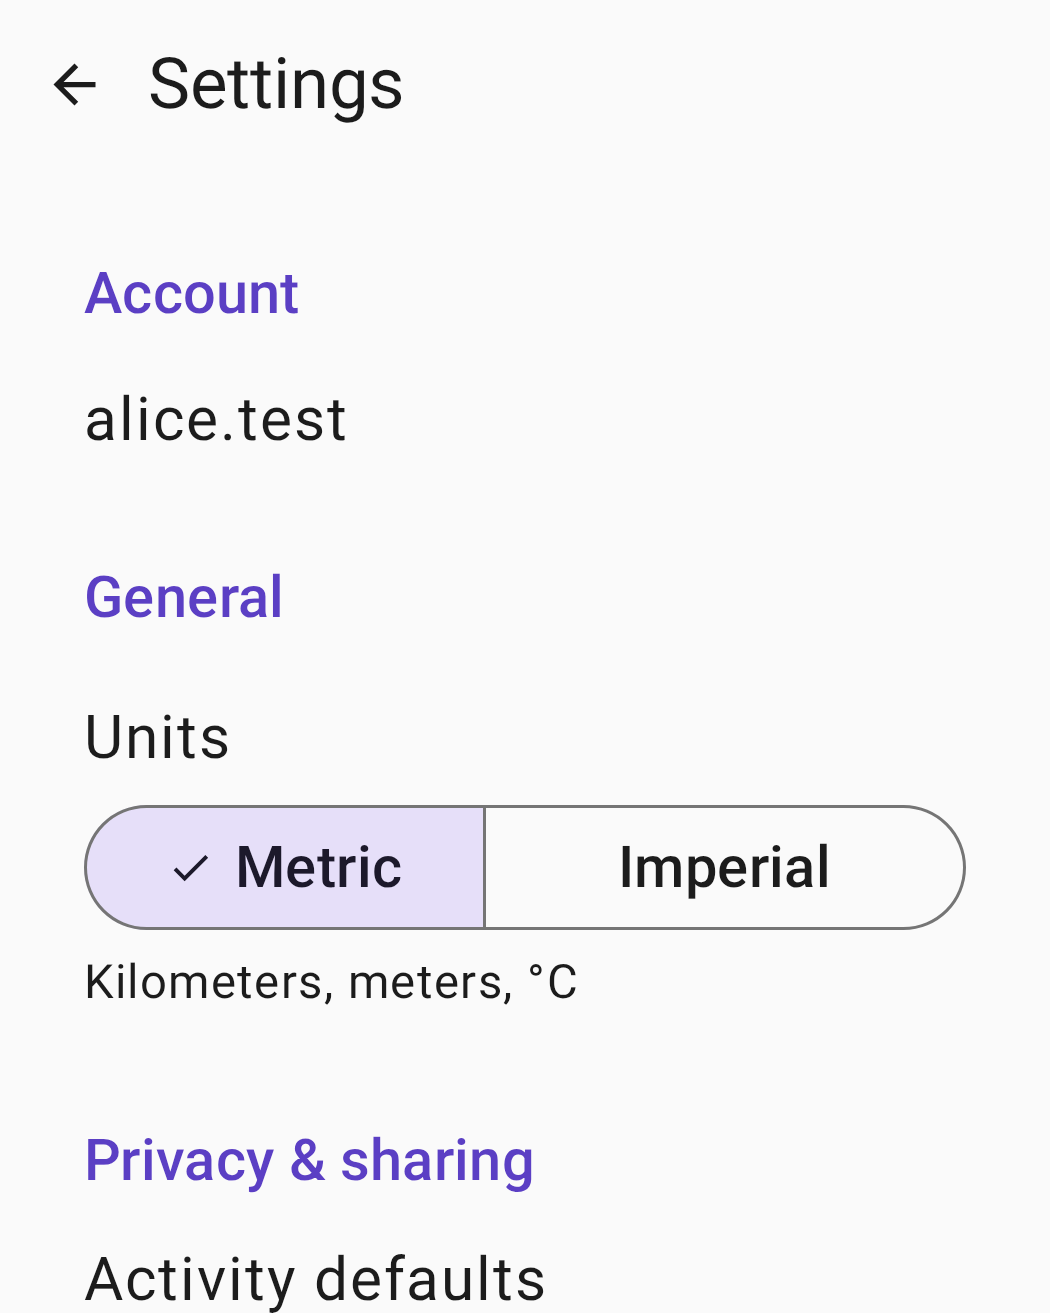 Settings
Account
alice.test
General
Units
Metric Imperial
Kilometers, meters, °C
Privacy & sharing
Activity defaults